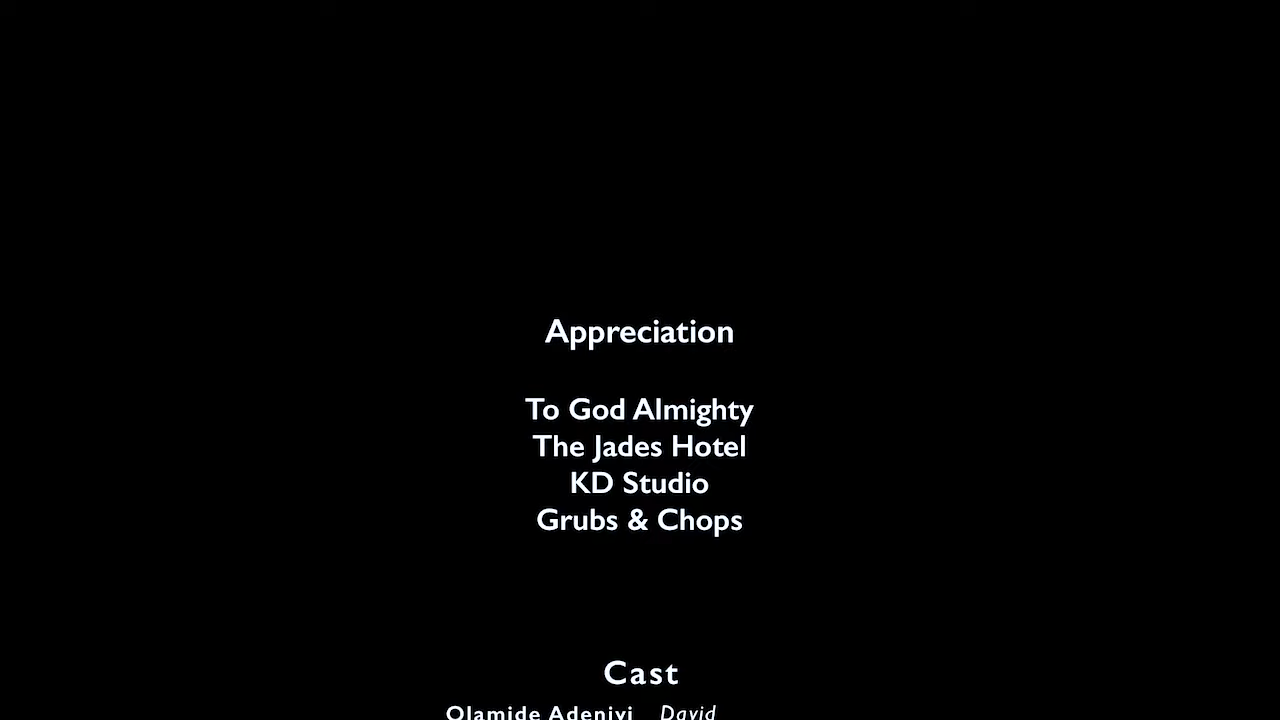 Appreciation
To God Almighty
The Jades Hotel
KD Studio
Grubs & Chops
Cast
Olamide Adeniyi David